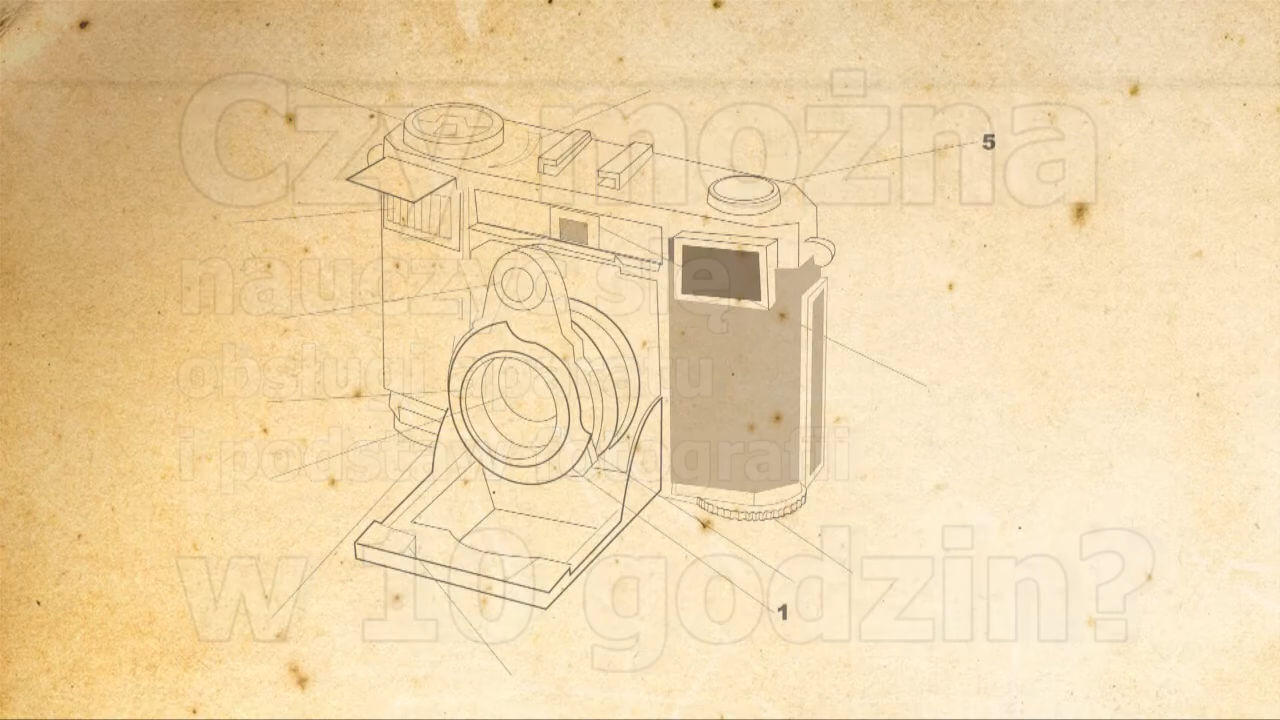 Czy można
5
nauczyć się
obsługi aparatu
i podstaw fotografii
w 10 godzin?
1